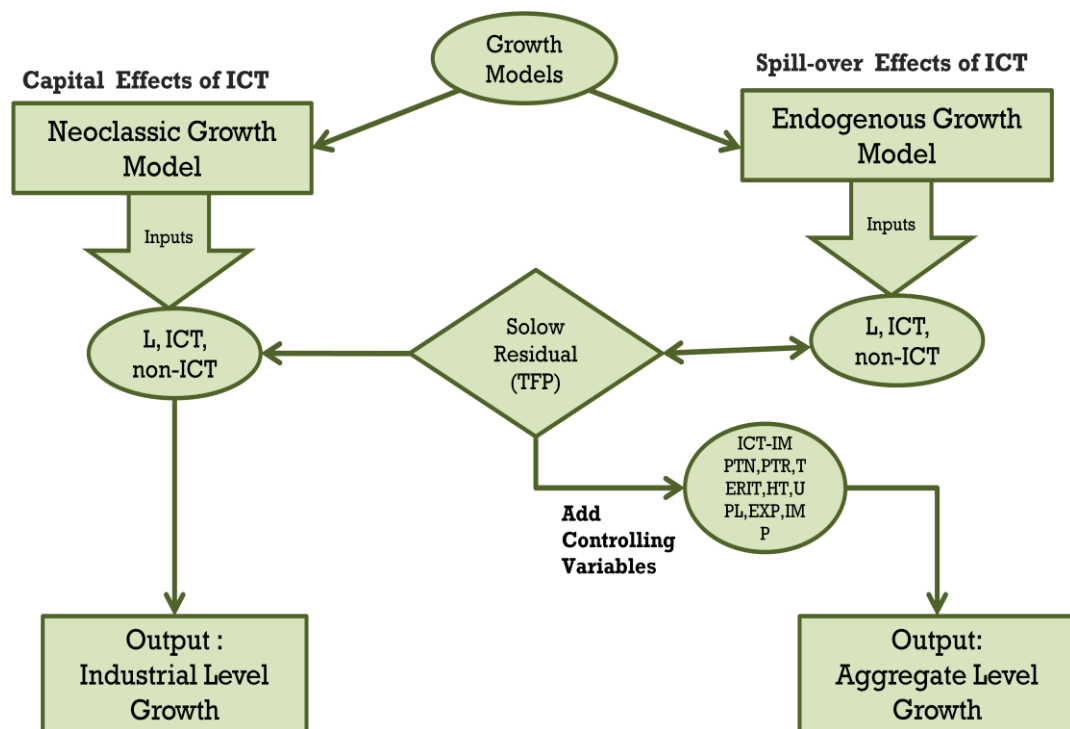 Growth
Models
Capital Effects of ICT
Spill-over Effects of ICT
Neoclassic Growth
Model
Endogenous Growth
Model
Inputs
Inputs
L, ICT,
non-ICT
Solow
Residual
(TFP)
L, ICT,
non-ICT
ICT-IM
PTN,PTR,T
ERIT,HT,U
PL,EXP,IM
P
Add
Controlling
Variables
Output :
Industrial Level
Growth
Output:
Aggregate Level
Growth